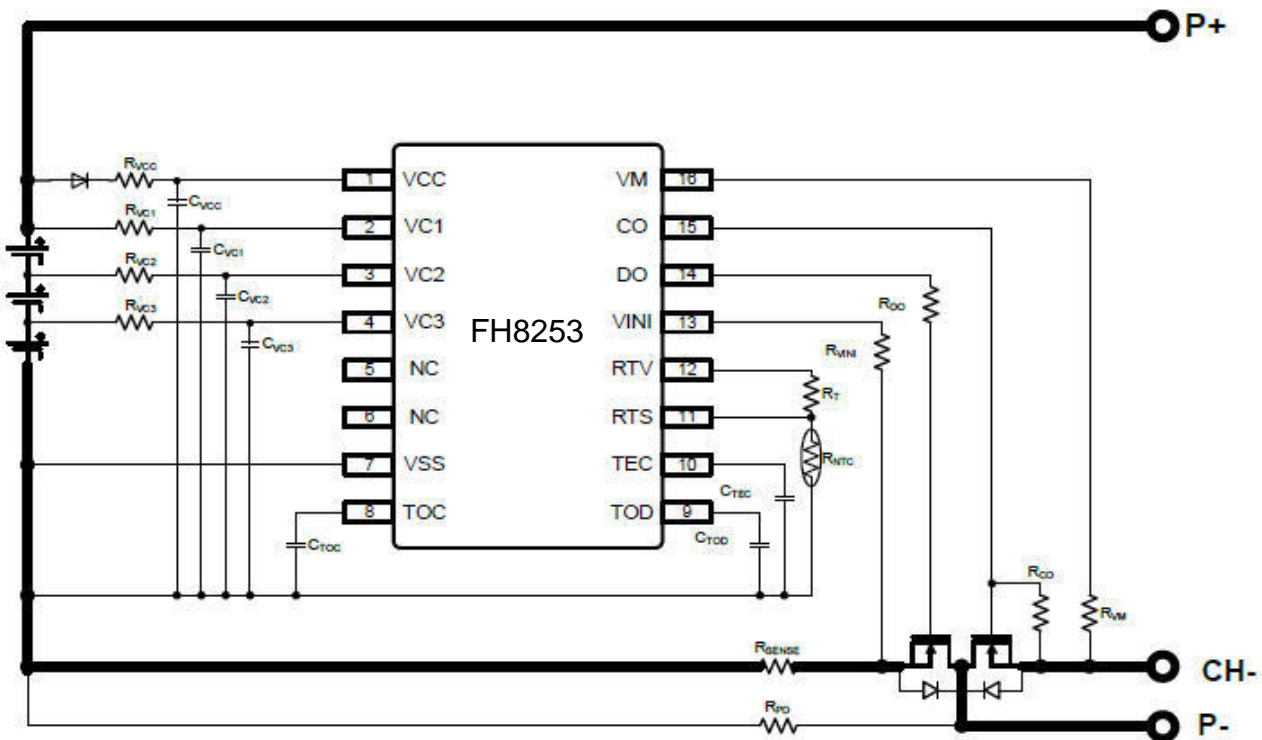 P+
RVCC
CVCC
1 VCC
VM 16
RVC1
CVC1
2 VC1
CO 15
RVC2
CVC2
3 VC2
DO 14
RDO
RVC3
CVC3
4 VC3
FH8253
VINI 13
RVINI
5 NC
RTV 12
RT
6 NC
RTS 11
RNTC
7 VSS
TEC 10
CTEC
8 TOC
TOD 9
CTOC
CTOD
RCO
RVM
RSENSE
CH-
RPD
P-